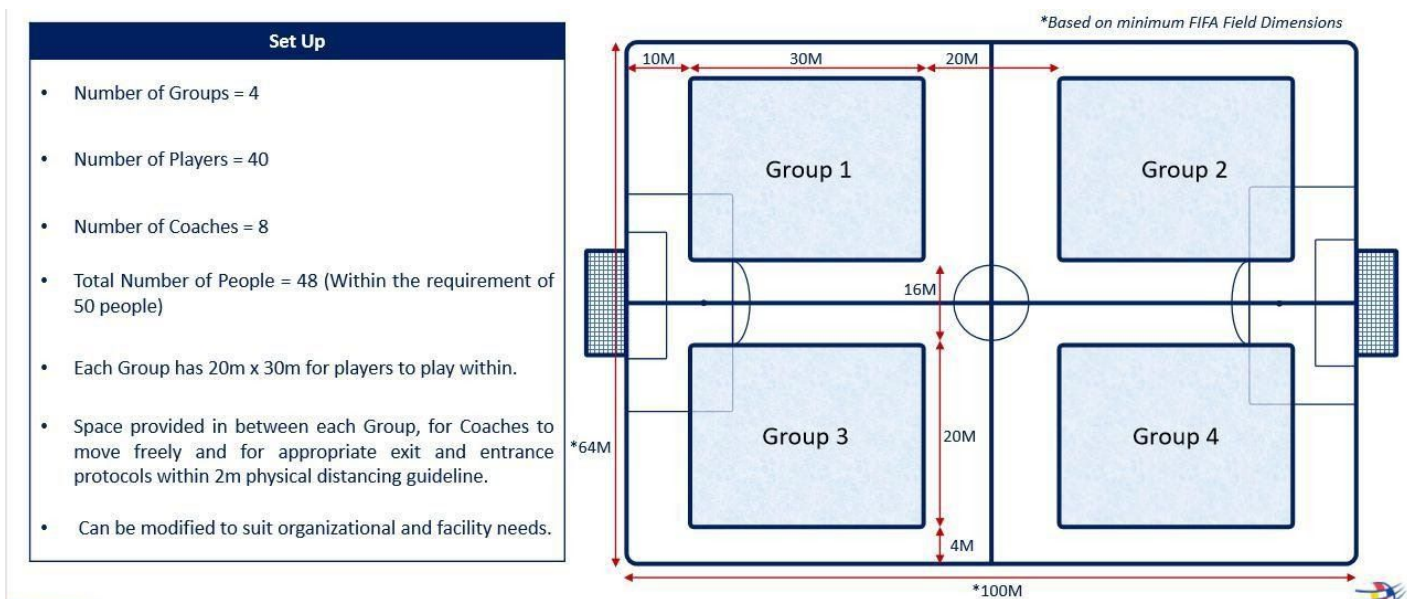 *Based on minimum FIFA Field Dimensions
Set Up
• Number of Groups = 4
• Number of Players = 40
• Number of Coaches = 8
• Total Number of People = 48 (Within the requirement of
50 people)
• Each Group has 20m x 30m for players to play within.
• Space provided in between each Group, for Coaches to
move freely and for appropriate exit and entrance
protocols within 2m physical distancing guideline.
• Can be modified to suit organizational and facility needs.
10M
30M
20M
Group 1
Group 2
16M
Group 3
Group 4
20M
*64M
4M
*100M